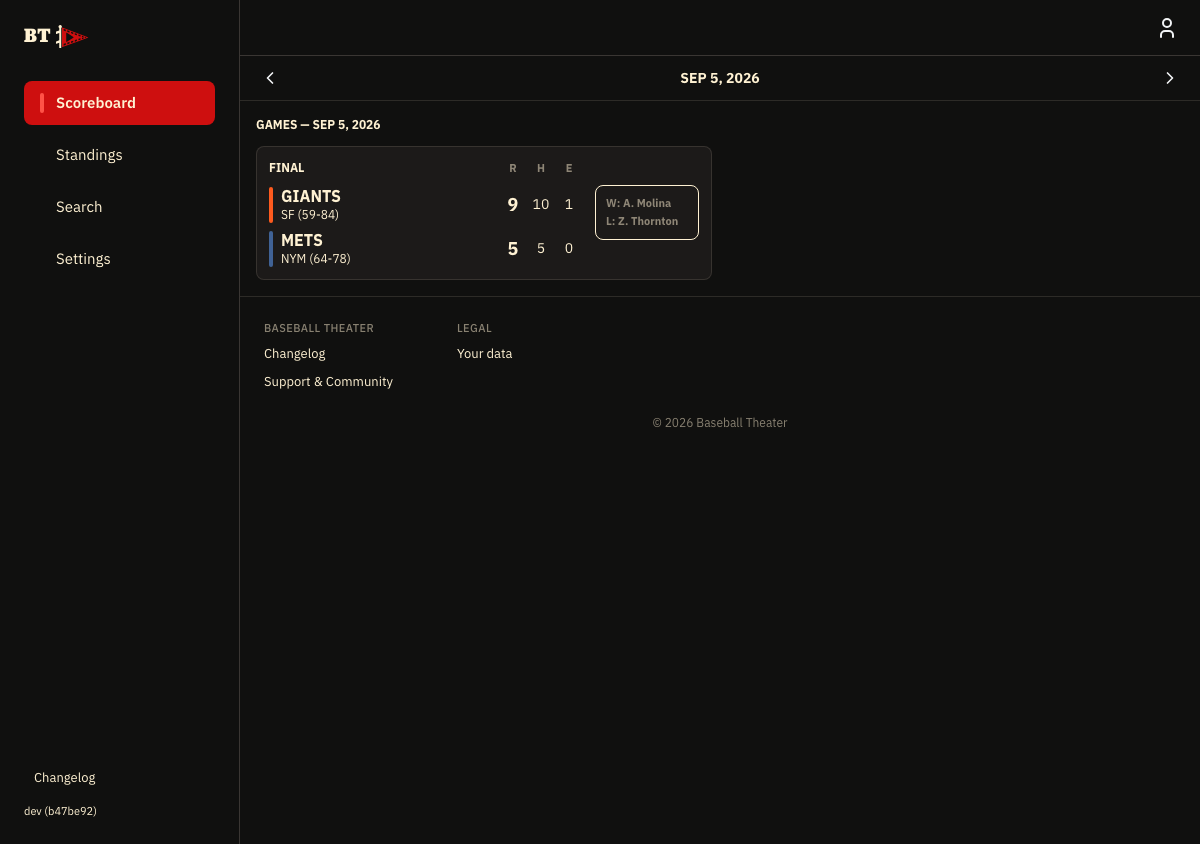 BT
Scoreboard
Standings
Search
Settings
Changelog
dev (b47be92)
SEP 5, 2026
GAMES — SEP 5, 2026
FINAL R H E
GIANTS 9 10 1
SF (59-84)
METS 5 5 0
NYM (64-78)
W: A. Molina
L: Z. Thornton
BASEBALL THEATER
Changelog
Support & Community
LEGAL
Your data
© 2026 Baseball Theater